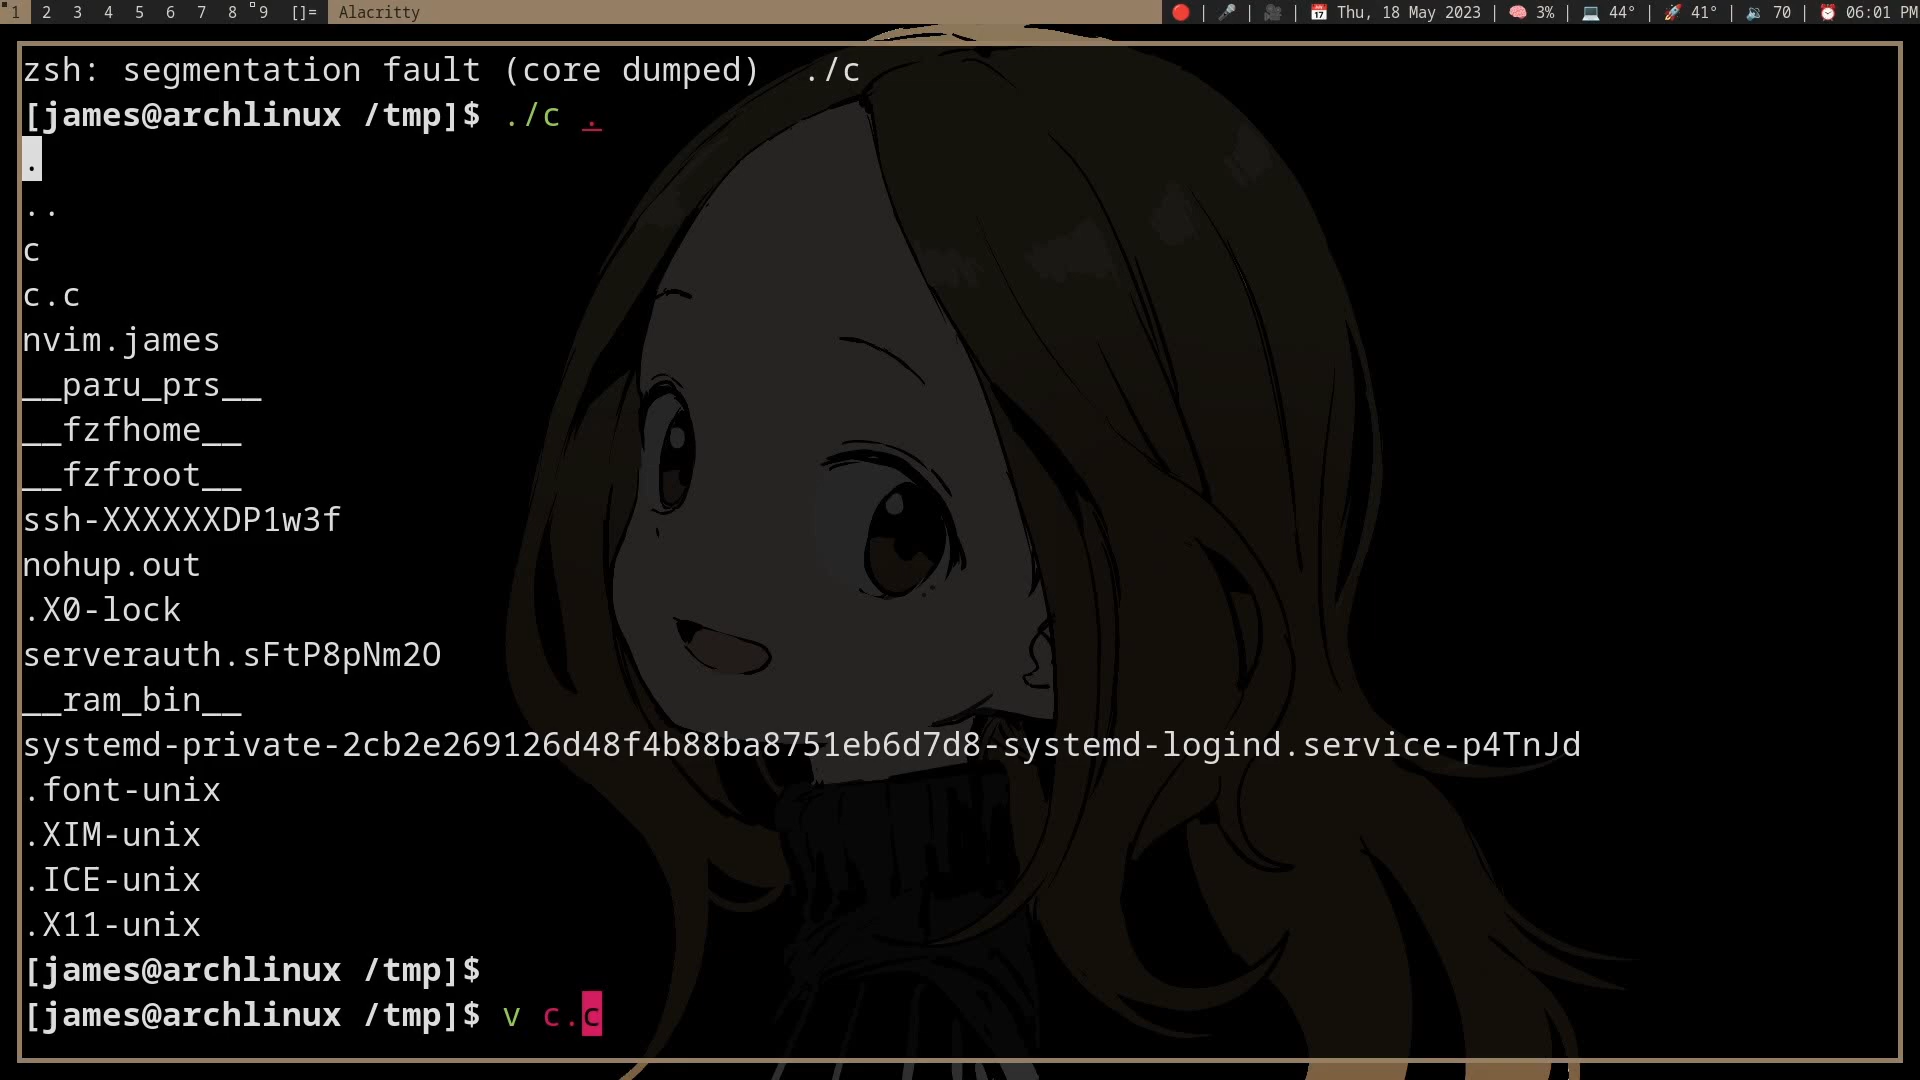 1 2 3 4 5 6 7 8 9 []= Alacritty 🔴 | 🎤 | 🎥 | 📅 Thu, 18 May 2023 | 🧠 3% | 💻 44° | 🚀 41° | 🔉 70 | ⏰ 06:01 PM
zsh: segmentation fault (core dumped)  ./c
[james@archlinux /tmp]$ ./c .
.
..
c
c.c
nvim.james
__paru_prs__
__fzfhome__
__fzfroot__
ssh-XXXXXXDP1w3f
nohup.out
.X0-lock
serverauth.sFtP8pNm2O
__ram_bin__
systemd-private-2cb2e269126d48f4b88ba8751eb6d7d8-systemd-logind.service-p4TnJd
.font-unix
.XIM-unix
.ICE-unix
.X11-unix
[james@archlinux /tmp]$
[james@archlinux /tmp]$ v c.c